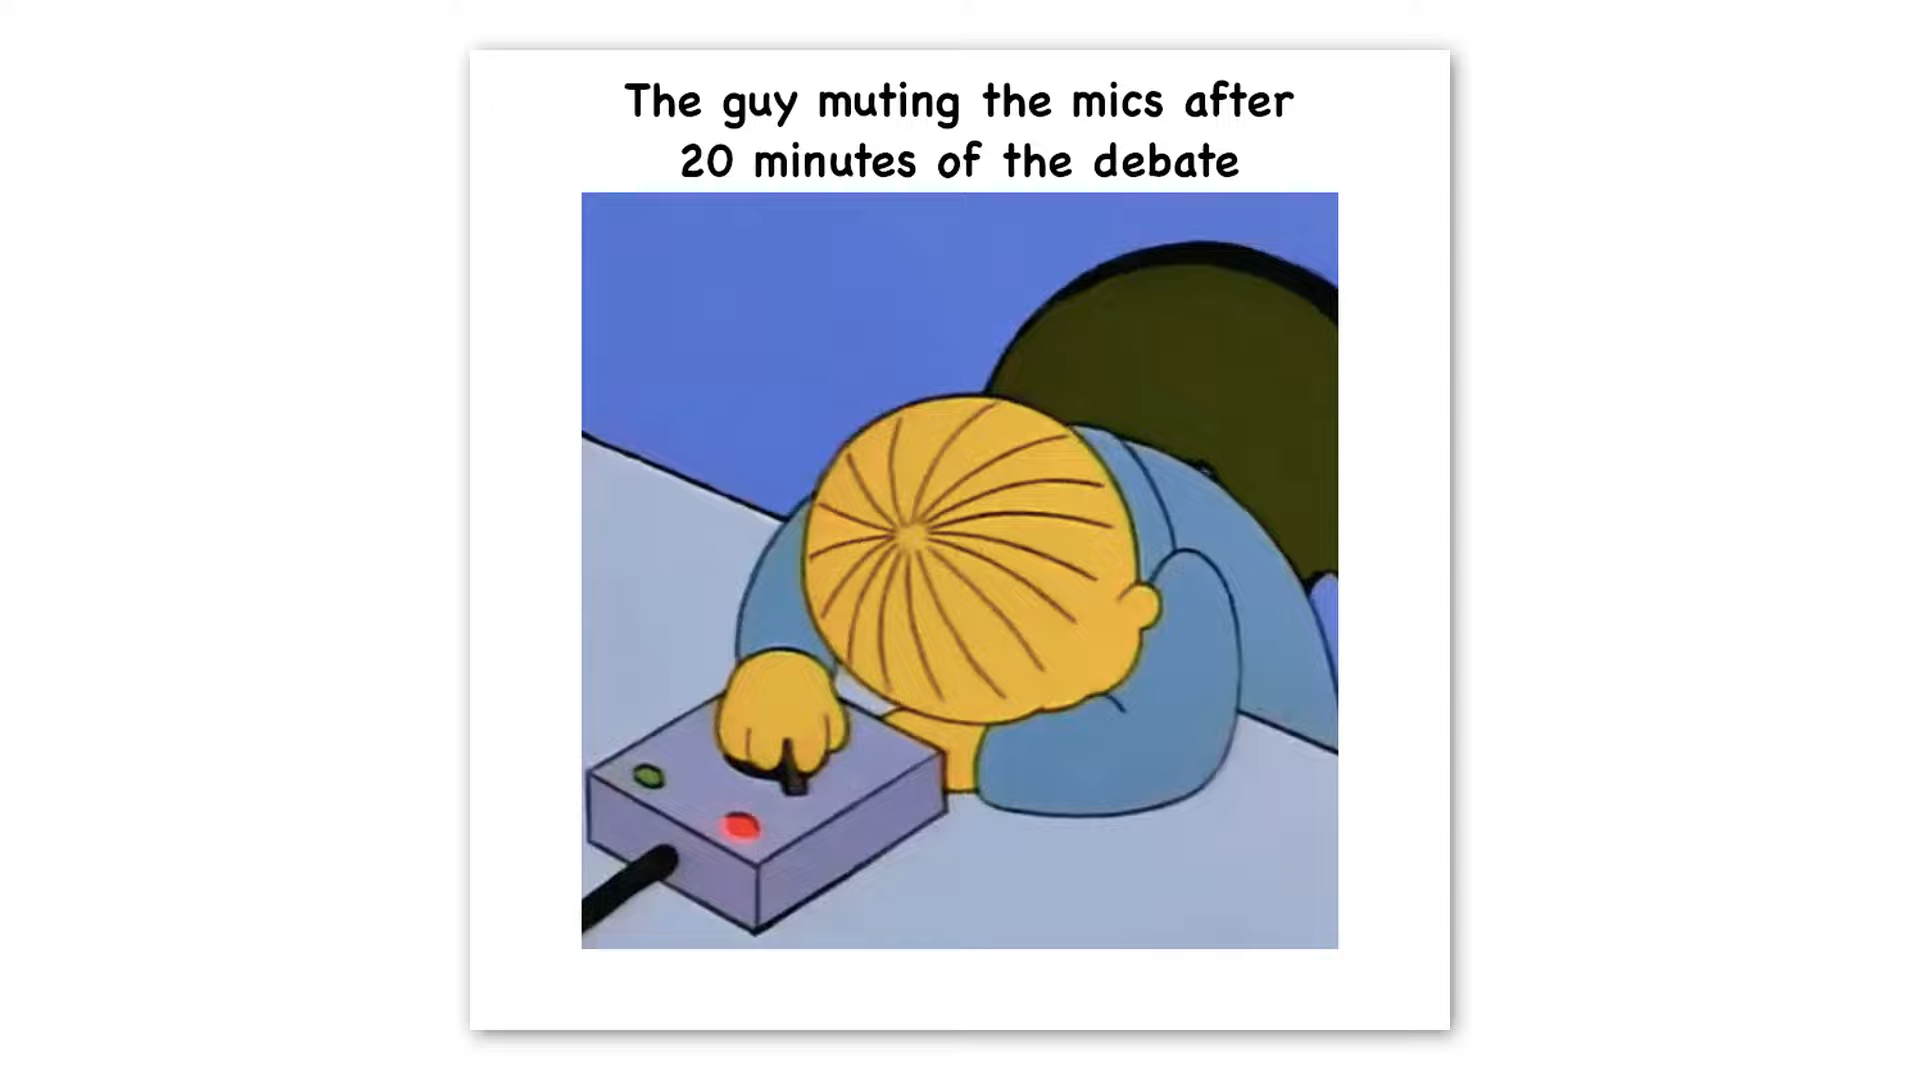 The guy muting the mics after
20 minutes of the debate